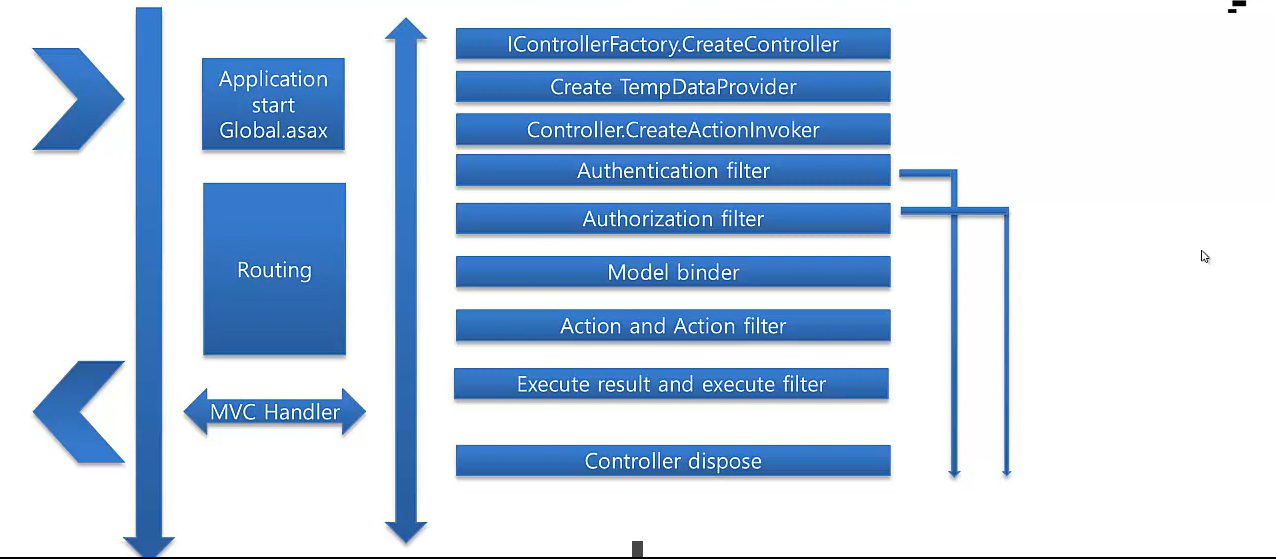 Application
start
Global.asax
Routing
MVC Handler
IControllerFactory.CreateController
Create TempDataProvider
Controller.CreateActionInvoker
Authentication filter
Authorization filter
Model binder
Action and Action filter
Execute result and execute filter
Controller dispose